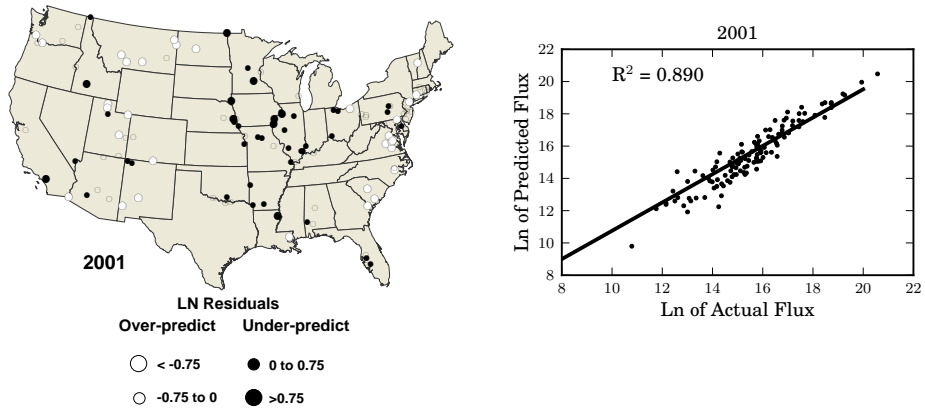 2001
LN Residuals
Over-predict Under-predict
< -0.75 0 to 0.75
-0.75 to 0 >0.75
2001
R² = 0.890
Ln of Predicted Flux
22
20
18
16
14
12
10
8
8 10 12 14 16 18 20 22
Ln of Actual Flux